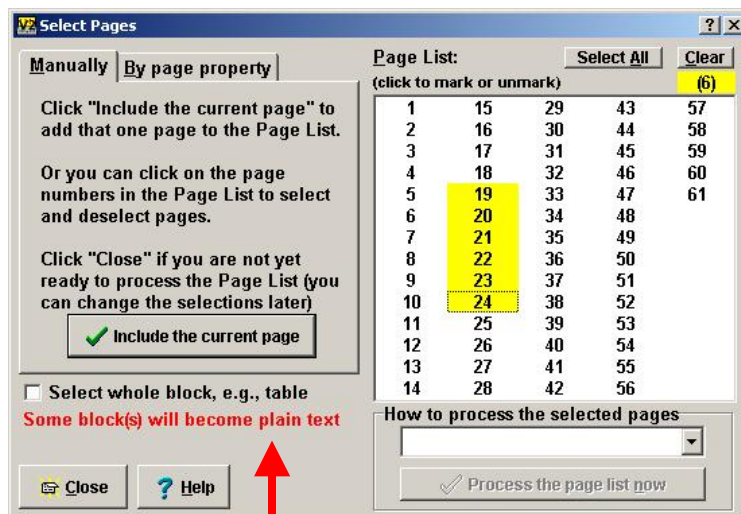 Select Pages
Manually
By page property
Click "Include the current page" to
add that one page to the Page List.
Or you can click on the page
numbers in the Page List to select
and deselect pages.
Click "Close" if you are not yet
ready to process the Page List (you
can change the selections later)
Include the current page
Select whole block, e.g., table
Some block(s) will become plain text
Close
Help
Page List:
Select All
Clear
(click to mark or unmark)
(6)
1 15 29 43 57
2 16 30 44 58
3 17 31 45 59
4 18 32 46 60
5 19 33 47 61
6 20 34 48
7 21 35 49
8 22 36 50
9 23 37 51
10 24 38 52
11 25 39 53
12 26 40 54
13 27 41 55
14 28 42 56
How to process the selected pages
Process the page list now